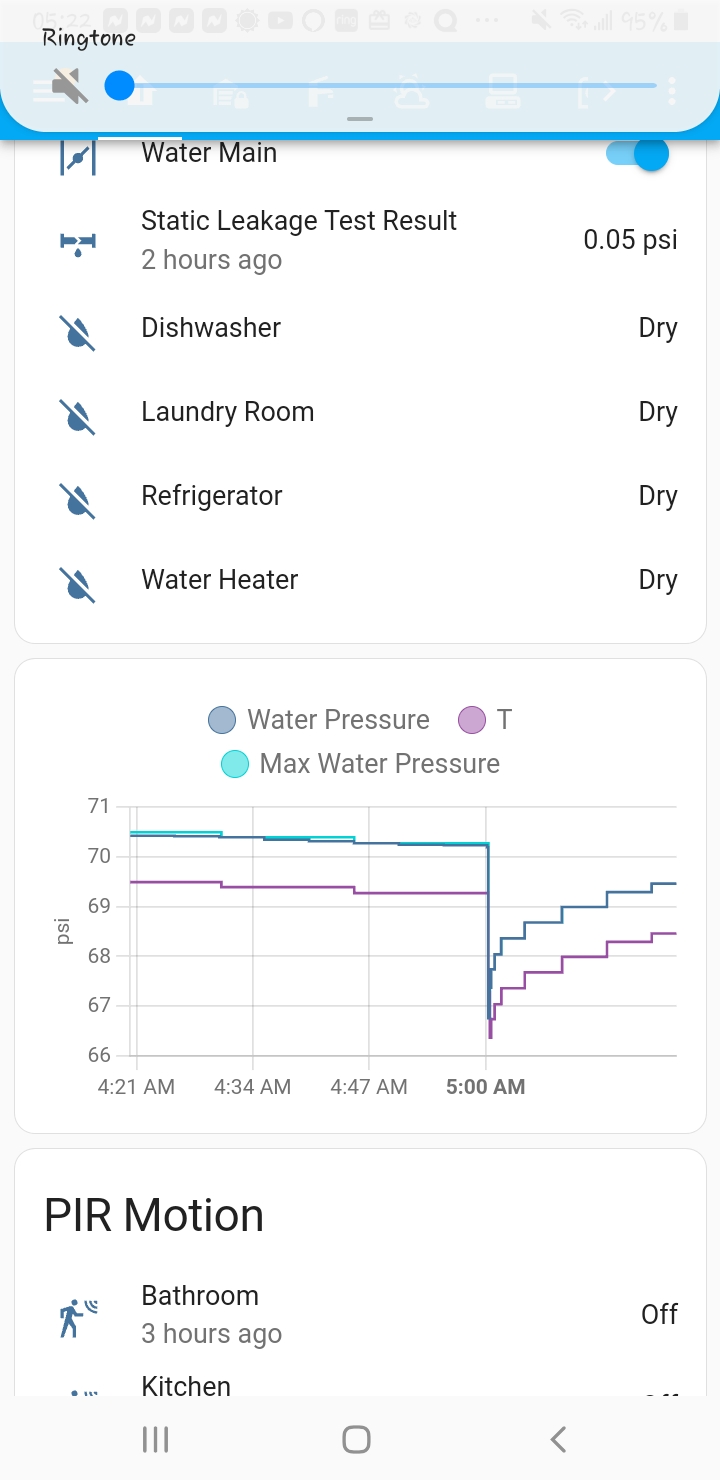 05:22
95%
Ringtone
Water Main
Static Leakage Test Result
2 hours ago
0.05 psi
Dishwasher
Dry
Laundry Room
Dry
Refrigerator
Dry
Water Heater
Dry
Water Pressure
T
Max Water Pressure
71
70
69
68
67
66
psi
4:21 AM
4:34 AM
4:47 AM
5:00 AM
PIR Motion
Bathroom
3 hours ago
Off
Kitchen